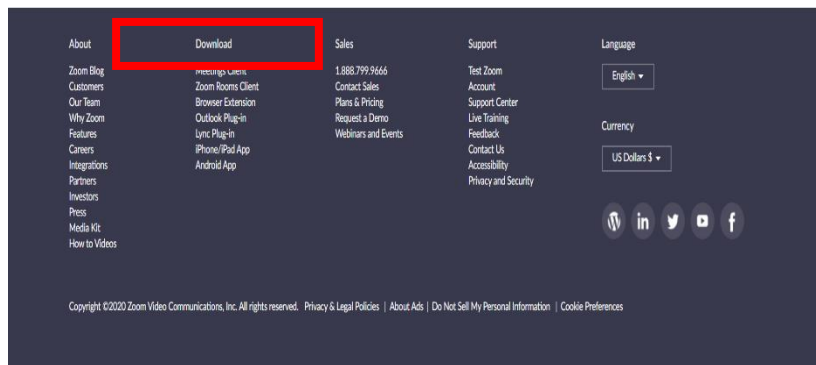 About
Zoom Blog
Customers
Our Team
Why Zoom
Features
Careers
Integrations
Partners
Investors
Press
Media Kit
How to Videos
Download
Meetings Client
Zoom Rooms Client
Browser Extension
Outlook Plug-in
Lync Plug-in
iPhone/iPad App
Android App
Sales
1.888.799.9666
Contact Sales
Plans & Pricing
Request a Demo
Webinars and Events
Support
Test Zoom
Account
Support Center
Live Training
Feedback
Contact Us
Accessibility
Privacy and Security
Language
English
Currency
US Dollars $
in
f
Copyright ©2020 Zoom Video Communications, Inc. All rights reserved. Privacy & Legal Policies | About Ads | Do Not Sell My Personal Information | Cookie Preferences